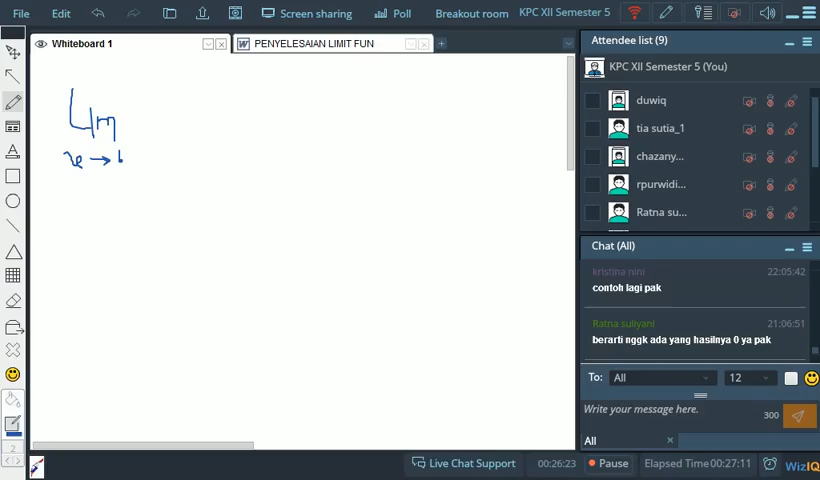 File Edit Screen sharing Poll Breakout room KPC XII Semester 5
Whiteboard 1 PENYELESAIAN LIMIT FUN
Lim
x →
2
Attendee list (9)
KPC XII Semester 5 (You)
duwiq
tia sutia_1
chazany...
rpurwidi...
Ratna su...
Chat (All)
kristina nini 22:05:42
contoh lagi pak
Ratna suliyani 21:06:51
berarti nggk ada yang hasilnya 0 ya pak
To: All 12
Write your message here. 300
All
Live Chat Support 00:26:23 Pause Elapsed Time 00:27:11 WizIQ